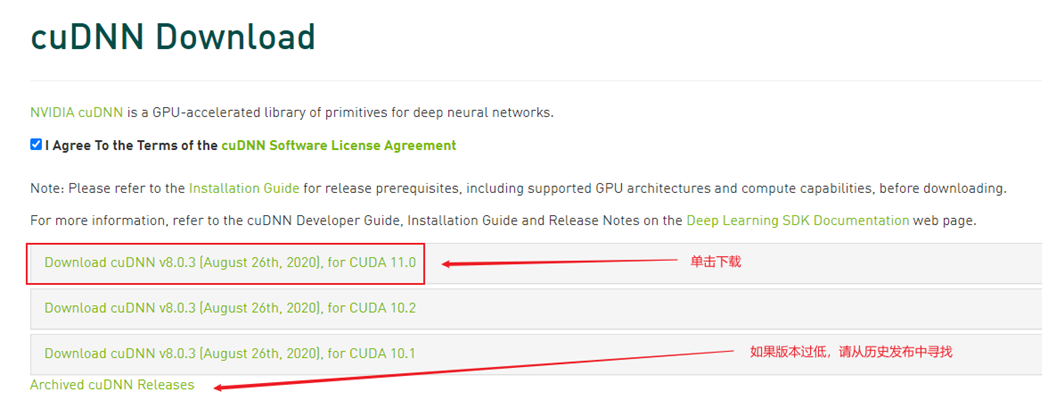 cuDNN Download
NVIDIA cuDNN is a GPU-accelerated library of primitives for deep neural networks.
I Agree To the Terms of the cuDNN Software License Agreement
Note: Please refer to the Installation Guide for release prerequisites, including supported GPU architectures and compute capabilities, before downloading.
For more information, refer to the cuDNN Developer Guide, Installation Guide and Release Notes on the Deep Learning SDK Documentation web page.
Download cuDNN v8.0.3 (August 26th, 2020), for CUDA 11.0
单击下载
Download cuDNN v8.0.3 (August 26th, 2020), for CUDA 10.2
Download cuDNN v8.0.3 (August 26th, 2020), for CUDA 10.1
如果版本过低，请从历史发布中寻找
Archived cuDNN Releases